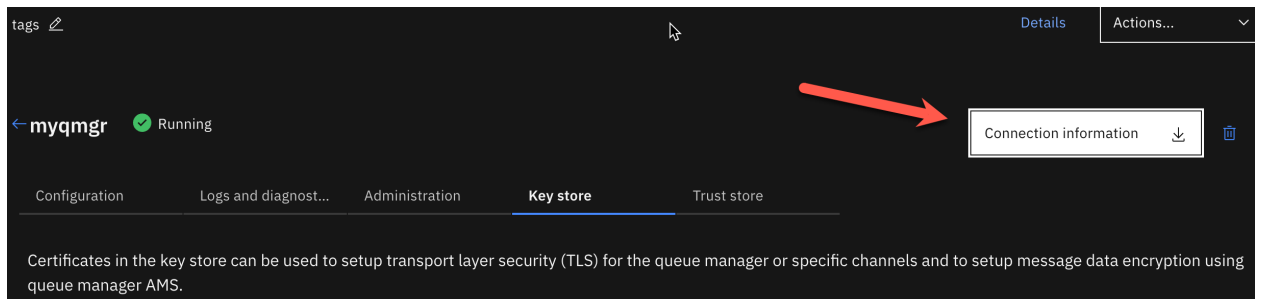 tags
Details
Actions...
myqmgr
Running
Connection information
Configuration
Logs and diagnost...
Administration
Key store
Trust store
Certificates in the key store can be used to setup transport layer security (TLS) for the queue manager or specific channels and to setup message data encryption using
queue manager AMS.